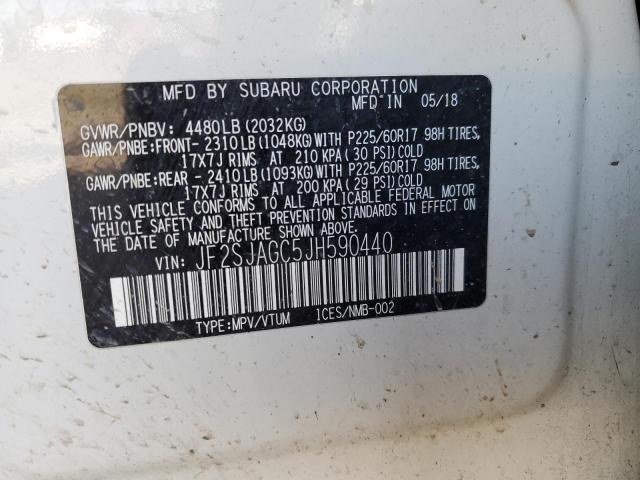 MFD BY SUBARU CORPORATION
MFD IN 05/18
GVWR/PNBV: 4480LB (2032KG)
GAWR/PNBE:FRONT- 2310LB (1048KG)WITH P225/60R17 98H TIRES,
17X7J RIMS AT 210 KPA (30 PSI)COLD
GAWR/PNBE:REAR - 2410LB (1093KG)WITH P225/60R17 98H TIRES,
17X7J RIMS AT 200 KPA (29 PSI)COLD
THIS VEHICLE CONFORMS TO ALL APPLICABLE FEDERAL MOTOR
VEHICLE SAFETY STANDARDS IN EFFECT ON
THE DATE OF MANUFACTURE SHOWN ABOVE.
VIN: JF2SJAGC5JH590440
TYPE:MPV/VTUM ICES/NMB-002